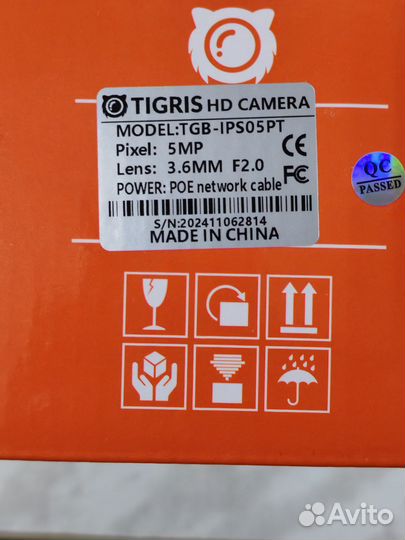 TIGRIS HD CAMERA
MODEL:TGB-IPS05PT
Pixel: 5MP
Lens: 3.6MM F2.0
CE FC
POWER: POE network cable
S/N:202411062814
MADE IN CHINA
QC
PASSED
Avito